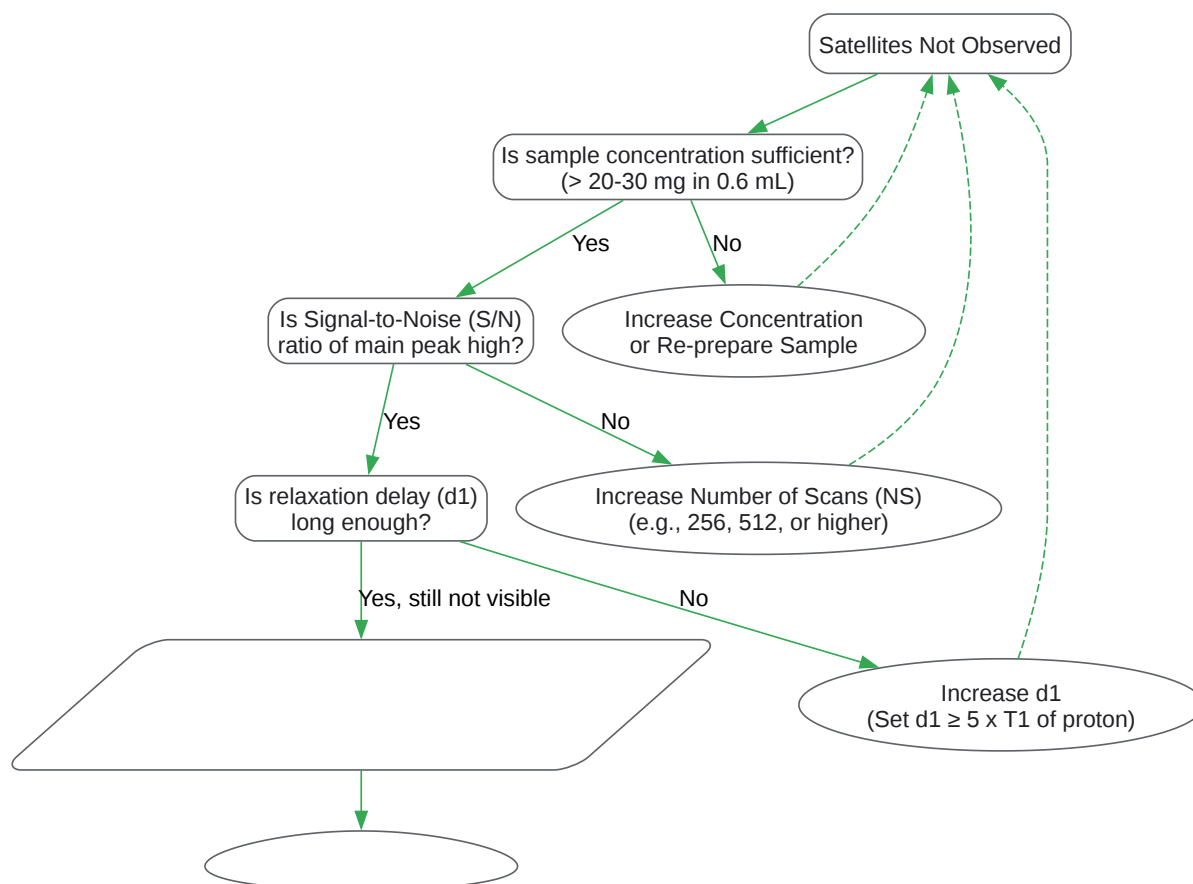 Satellites Not Observed
Is sample concentration sufficient?
(> 20-30 mg in 0.6 mL)
Yes
No
Is Signal-to-Noise (S/N)
ratio of main peak high?
Increase Concentration
or Re-prepare Sample
Yes
No
Is relaxation delay (d1)
long enough?
Increase Number of Scans (NS)
(e.g., 256, 512, or higher)
Yes, still not visible
No
Increase d1
(Set d1 ≥ 5 x T1 of proton)